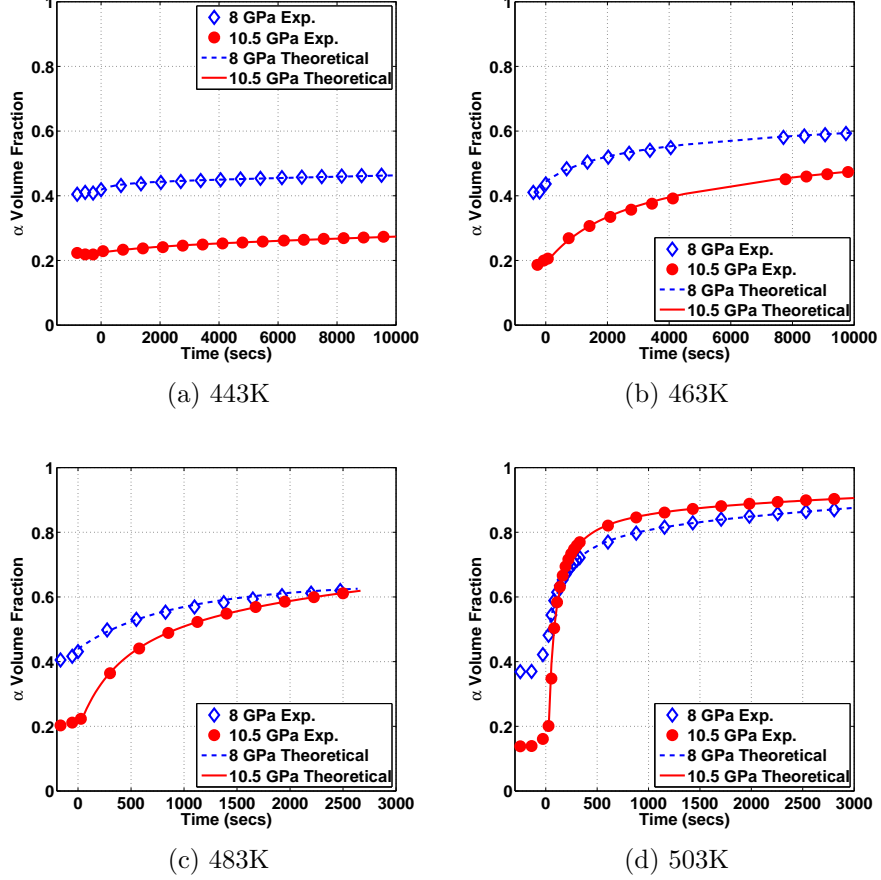 1
0.8
0.6
0.4
0.2
0
α Volume Fraction
8 GPa Exp.
10.5 GPa Exp.
8 GPa Theoretical
10.5 GPa Theoretical
0 2000 4000 6000 8000 10000
Time (secs)
(a) 443K
1
0.8
0.6
0.4
0.2
0
α Volume Fraction
8 GPa Exp.
10.5 GPa Exp.
8 GPa Theoretical
10.5 GPa Theoretical
0 2000 4000 6000 8000 10000
Time (secs)
(b) 463K
1
0.8
0.6
0.4
0.2
0
α Volume Fraction
8 GPa Exp.
10.5 GPa Exp.
8 GPa Theoretical
10.5 GPa Theoretical
0 500 1000 1500 2000 2500 3000
Time (secs)
(c) 483K
1
0.8
0.6
0.4
0.2
0
α Volume Fraction
8 GPa Exp.
10.5 GPa Exp.
8 GPa Theoretical
10.5 GPa Theoretical
0 500 1000 1500 2000 2500 3000
Time (secs)
(d) 503K